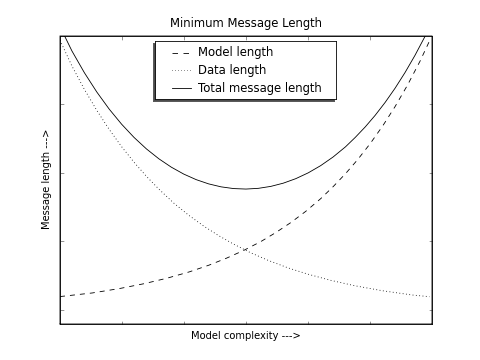 Minimum Message Length
Model length
Data length
Total message length
Message length --->
Model complexity --->